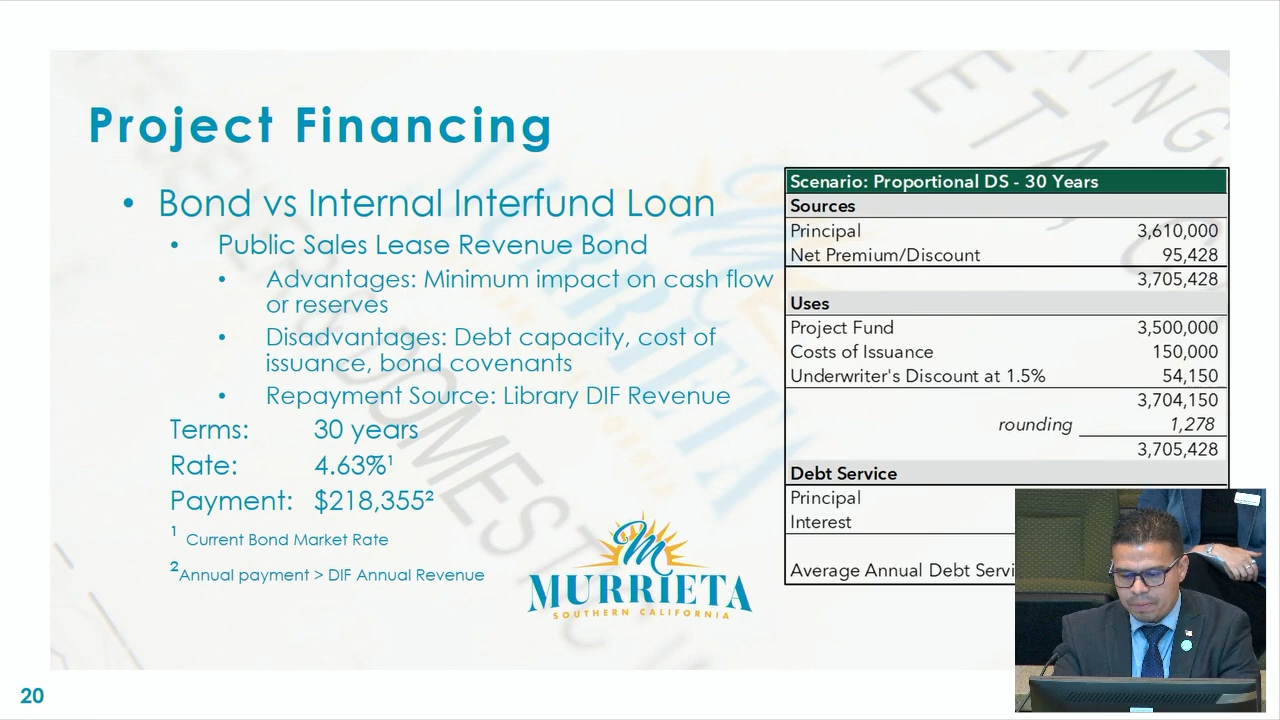 Project Financing
• Bond vs Internal Interfund Loan
• Public Sales Lease Revenue Bond
• Advantages: Minimum impact on cash flow
or reserves
• Disadvantages: Debt capacity, cost of
issuance, bond covenants
• Repayment Source: Library DIF Revenue
Terms: 30 years
Rate: 4.63%¹
Payment: $218,355²
¹ Current Bond Market Rate
²Annual payment > DIF Annual Revenue
Scenario: Proportional DS - 30 Years
Sources
Principal 3,610,000
Net Premium/Discount 95,428
3,705,428
Uses
Project Fund 3,500,000
Costs of Issuance 150,000
Underwriter's Discount at 1.5% 54,150
3,704,150
rounding 1,278
3,705,428
Debt Service
Principal
Interest
Average Annual Debt Servi
M
MURRIETA
SOUTHERN CALIFORNIA
20